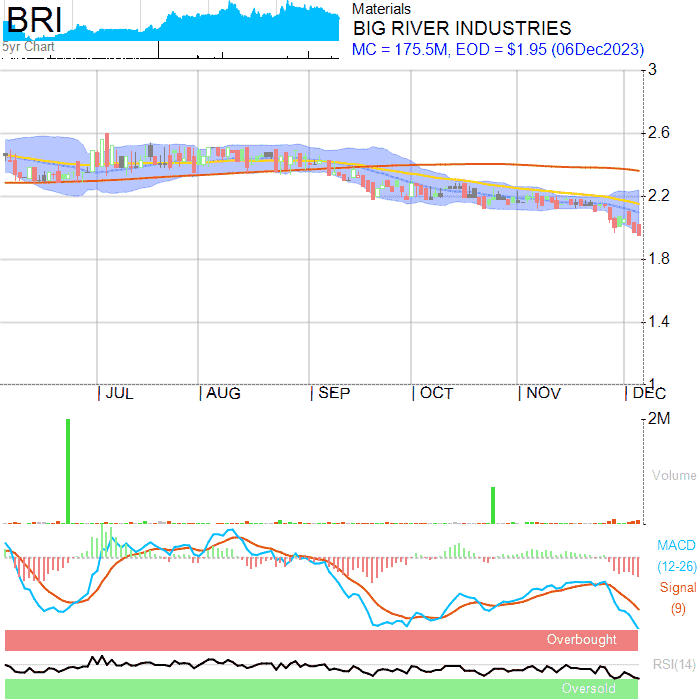 BRI
5yr Chart
Materials
BIG RIVER INDUSTRIES
MC = 175.5M, EOD = $1.95 (06Dec2023)
3
2.6
2.2
1.8
1.4
1
JUL AUG SEP OCT NOV DEC
2M
Volume
MACD
(12-26)
Signal
(9)
Overbought
RSI(14)
Oversold